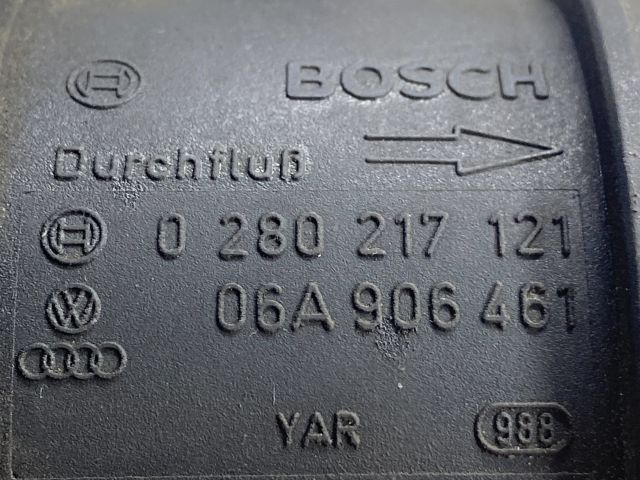 BOSCH
Durchfluß
0 280 217 121
06A 906 461
YAR 988